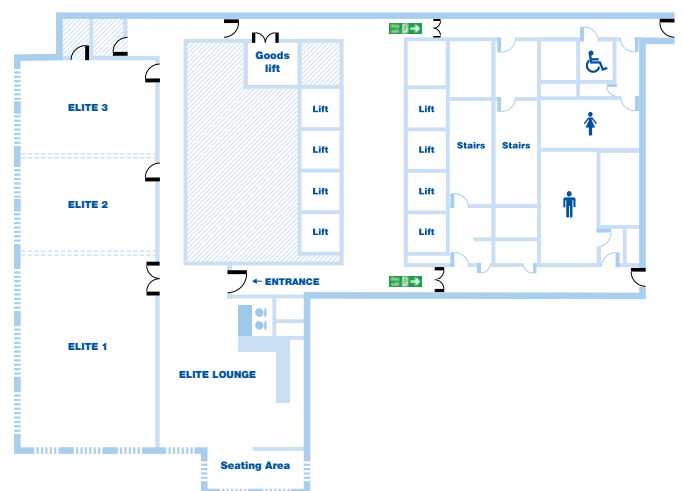 Goods
lift
ELITE 3
Lift
Lift
Lift
Lift
Stairs
Stairs
Lift
Lift
ELITE 2
Lift
Lift
← ENTRANCE
ELITE 1
ELITE LOUNGE
Seating Area